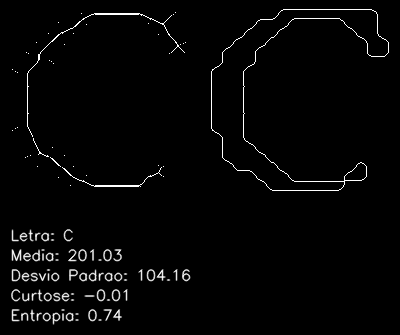 C C
Letra: C
Media: 201.03
Desvio Padrao: 104.16
Curtose: -0.01
Entropia: 0.74